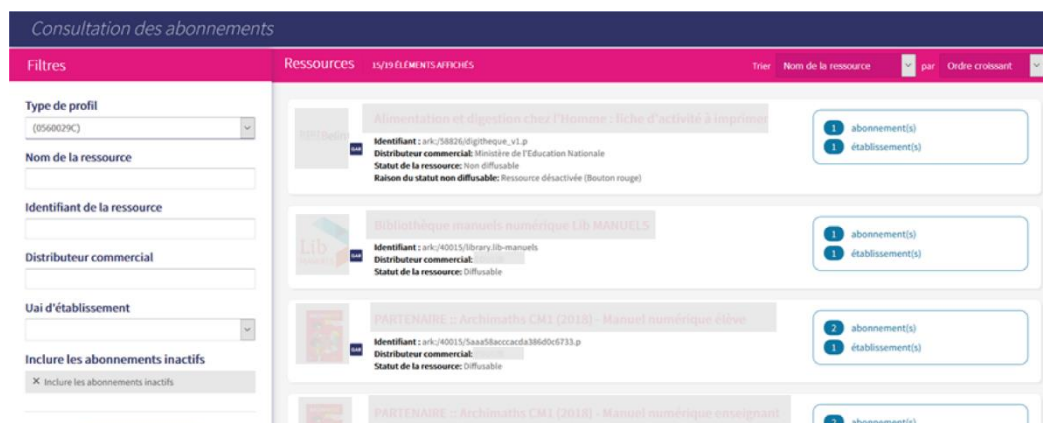 Consultation des abonnements
Filtres
Type de profil
(0560029C)
Nom de la ressource
Identifiant de la ressource
Distributeur commercial
Uai d'établissement
Inclure les abonnements inactifs
× Inclure les abonnements inactifs
Ressources 15/19 ÉLÉMENTS AFFICHÉS
Trier Nom de la ressource par Ordre croissant
Alimentation et digestion chez l'Homme : fiche d'activité à imprimer
GAR
Identifiant : ark:/58826/digitheque_v1.p
Distributeur commercial: Ministère de l'Education Nationale
Statut de la ressource: Non diffusable
Raison du statut non diffusable: Ressource désactivée (Bouton rouge)
1 abonnement(s)
1 établissement(s)
Bibliothèque manuels numérique Lib MANUELS
Lib
GAR
Identifiant : ark:/40015/library.lib-manuels
Distributeur commercial:
Statut de la ressource: Diffusable
1 abonnement(s)
1 établissement(s)
PARTENAIRE :: Archimaths CM1 (2018) - Manuel numérique élève
GAR
Identifiant : ark:/40015/5aaa58acccacda386d0c6733.p
Distributeur commercial:
Statut de la ressource: Diffusable
2 abonnement(s)
1 établissement(s)
PARTENAIRE :: Archimaths CM1 (2018) - Manuel numérique enseignant
2 abonnement(s)